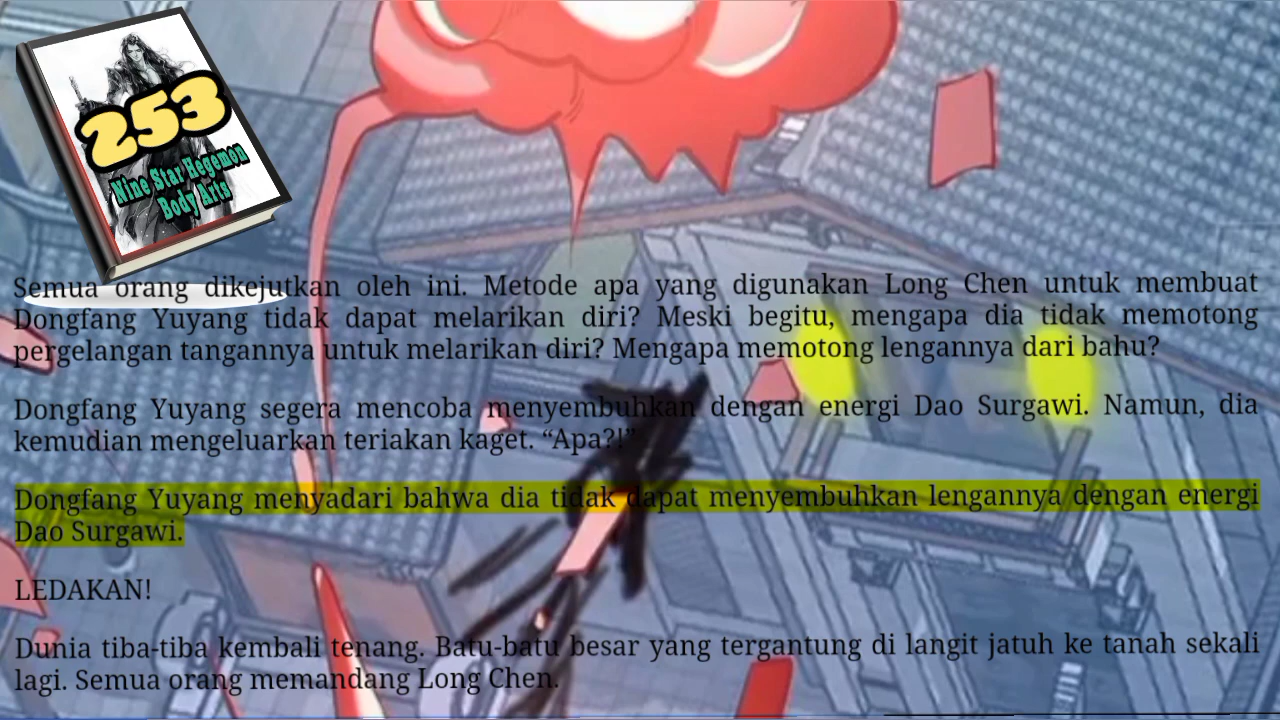 253
Nine Star Hegemon
Body Arts
Semua orang dikejutkan oleh ini. Metode apa yang digunakan Long Chen untuk membuat
Dongfang Yuyang tidak dapat melarikan diri? Meski begitu, mengapa dia tidak memotong
pergelangan tangannya untuk melarikan diri? Mengapa memotong lengannya dari bahu?
Dongfang Yuyang segera mencoba menyembuhkan dengan energi Dao Surgawi. Namun, dia
kemudian mengeluarkan teriakan kaget. “Apa?!”
Dongfang Yuyang menyadari bahwa dia tidak dapat menyembuhkan lengannya dengan energi
Dao Surgawi.
LEDAKAN!
Dunia tiba-tiba kembali tenang. Batu-batu besar yang tergantung di langit jatuh ke tanah sekali
lagi. Semua orang memandang Long Chen.